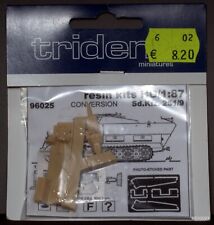 trident
miniatures
6 02
€ 8.20
resin kits HO/1:87
96025
CONVERSION
Sd.Kfz. 251/9
PHOTO-ETCHED PART
F ?